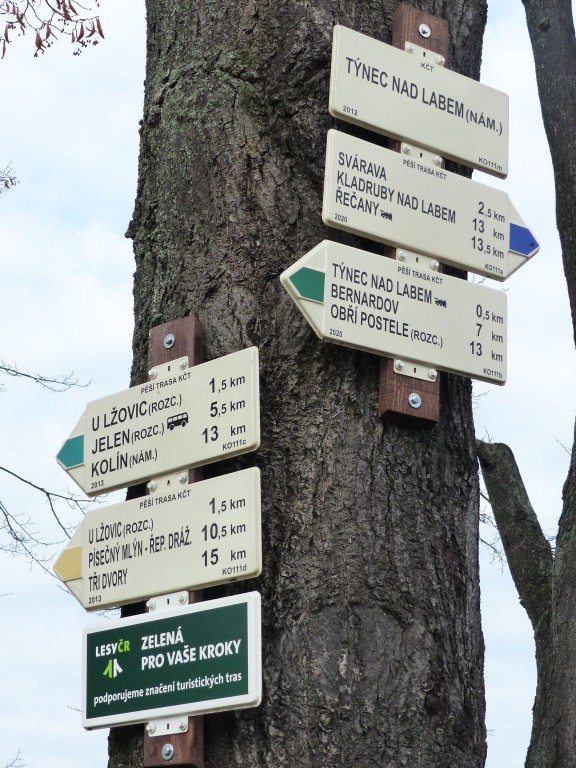 KČT
TÝNEC NAD LABEM (NÁM.)
2012
KO111m
PĚŠÍ TRASA KČT
SVÁRAVA 2,5 km
KLADRUBY NAD LABEM 13 km
ŘEČANY 13,5 km
2020
KO111a
PĚŠÍ TRASA KČT
TÝNEC NAD LABEM 0,5 km
BERNARDOV 7 km
OBŘÍ POSTELE (ROZC.) 13 km
2020
KO111b
PĚŠÍ TRASA KČT
U LŽOVIC (ROZC.) 1,5 km
JELEN (ROZC.) 5,5 km
KOLÍN (NÁM.) 13 km
2013
KO111c
PĚŠÍ TRASA KČT
U LŽOVIC (ROZC.) 1,5 km
PÍSEČNÝ MLÝN - ŘEP. DRÁŽ. 10,5 km
TŘI DVORY 15 km
2013
KO111d
LESYČR
ZELENÁ
PRO VAŠE KROKY
podporujeme značení turistických tras